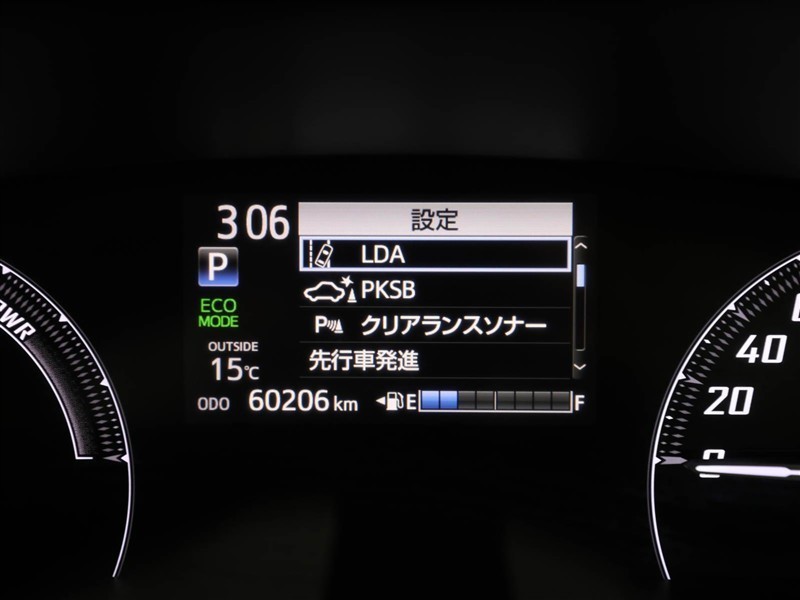 3 06
設定
LDA
P
PKSB
ECO
MODE
P クリアランスソナー
OUTSIDE
15℃
先行車発進
ODO 60206 km
E F
PWR
40
20
0